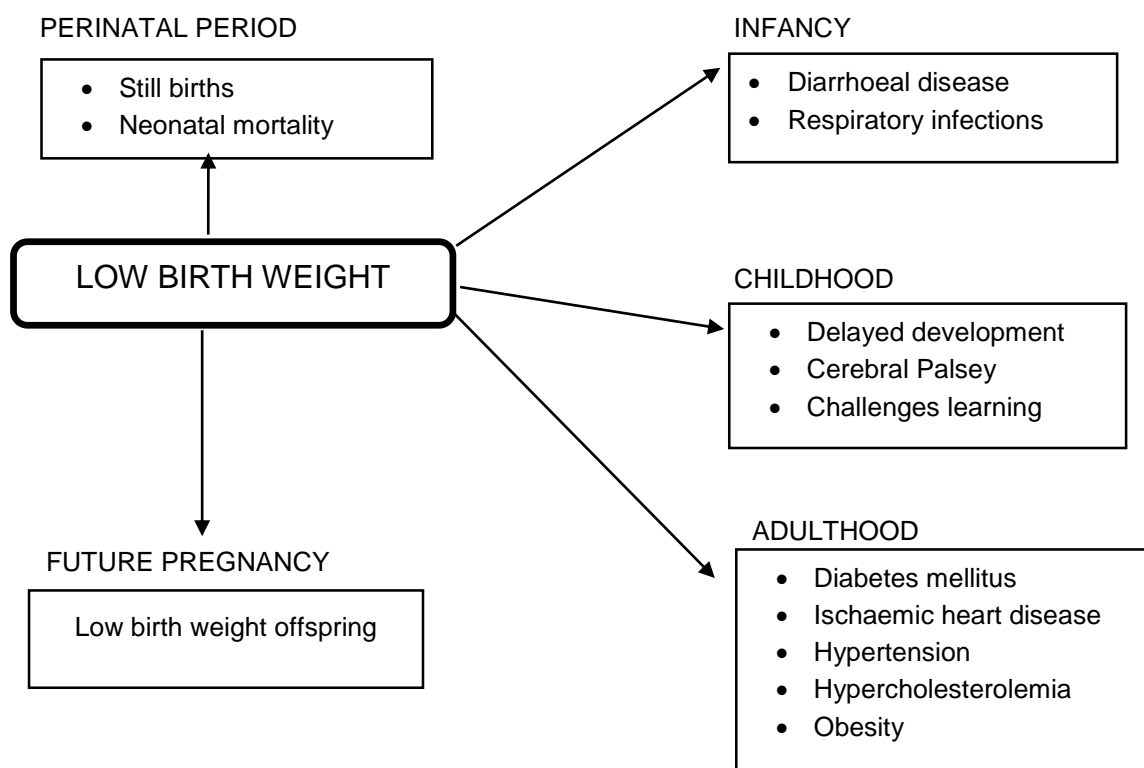 PERINATAL PERIOD
• Still births
• Neonatal mortality
INFANCY
• Diarrhoeal disease
• Respiratory infections
LOW BIRTH WEIGHT
CHILDHOOD
• Delayed development
• Cerebral Palsey
• Challenges learning
FUTURE PREGNANCY
Low birth weight offspring
ADULTHOOD
• Diabetes mellitus
• Ischaemic heart disease
• Hypertension
• Hypercholesterolemia
• Obesity